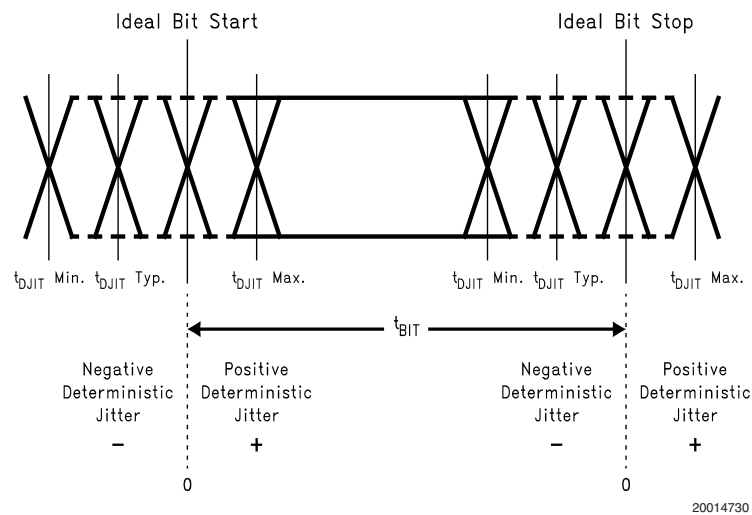 Ideal Bit Start Ideal Bit Stop
tDJIT Min. tDJIT Typ. tDJIT Max. tDJIT Min. tDJIT Typ. tDJIT Max.
tBIT
Negative Positive Negative Positive
Deterministic Deterministic Deterministic Deterministic
Jitter Jitter Jitter Jitter
− + − +
0 0
20014730